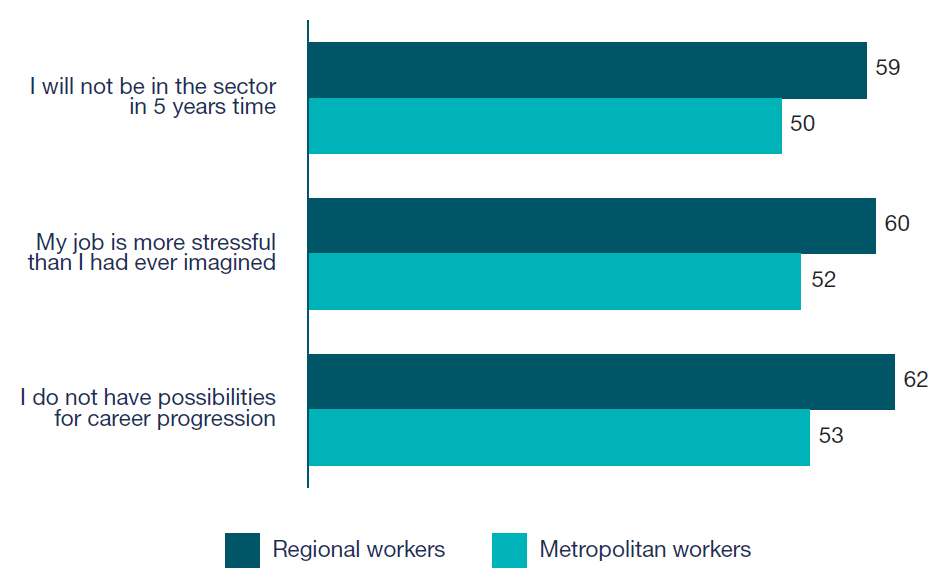 I will not be in the sector
in 5 years time
59
50
My job is more stressful
than I had ever imagined
60
52
I do not have possibilities
for career progression
62
53
Regional workers
Metropolitan workers